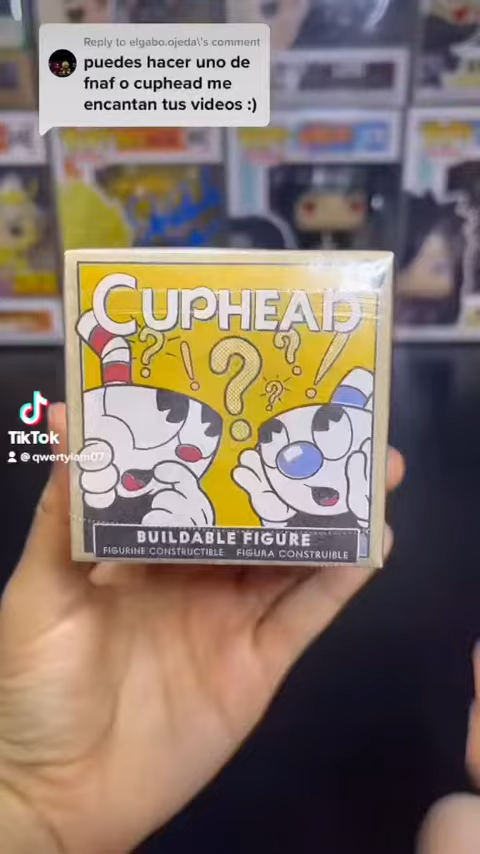 Reply to elgabo.ojeda\'s comment
puedes hacer uno de
fnaf o cuphead me
encantan tus videos :)
CUPHEAD
TikTok
@qwertylam07
BUILDABLE FIGURE
FIGURINE CONSTRUCTIBLE FIGURA CONSTRUIBLE